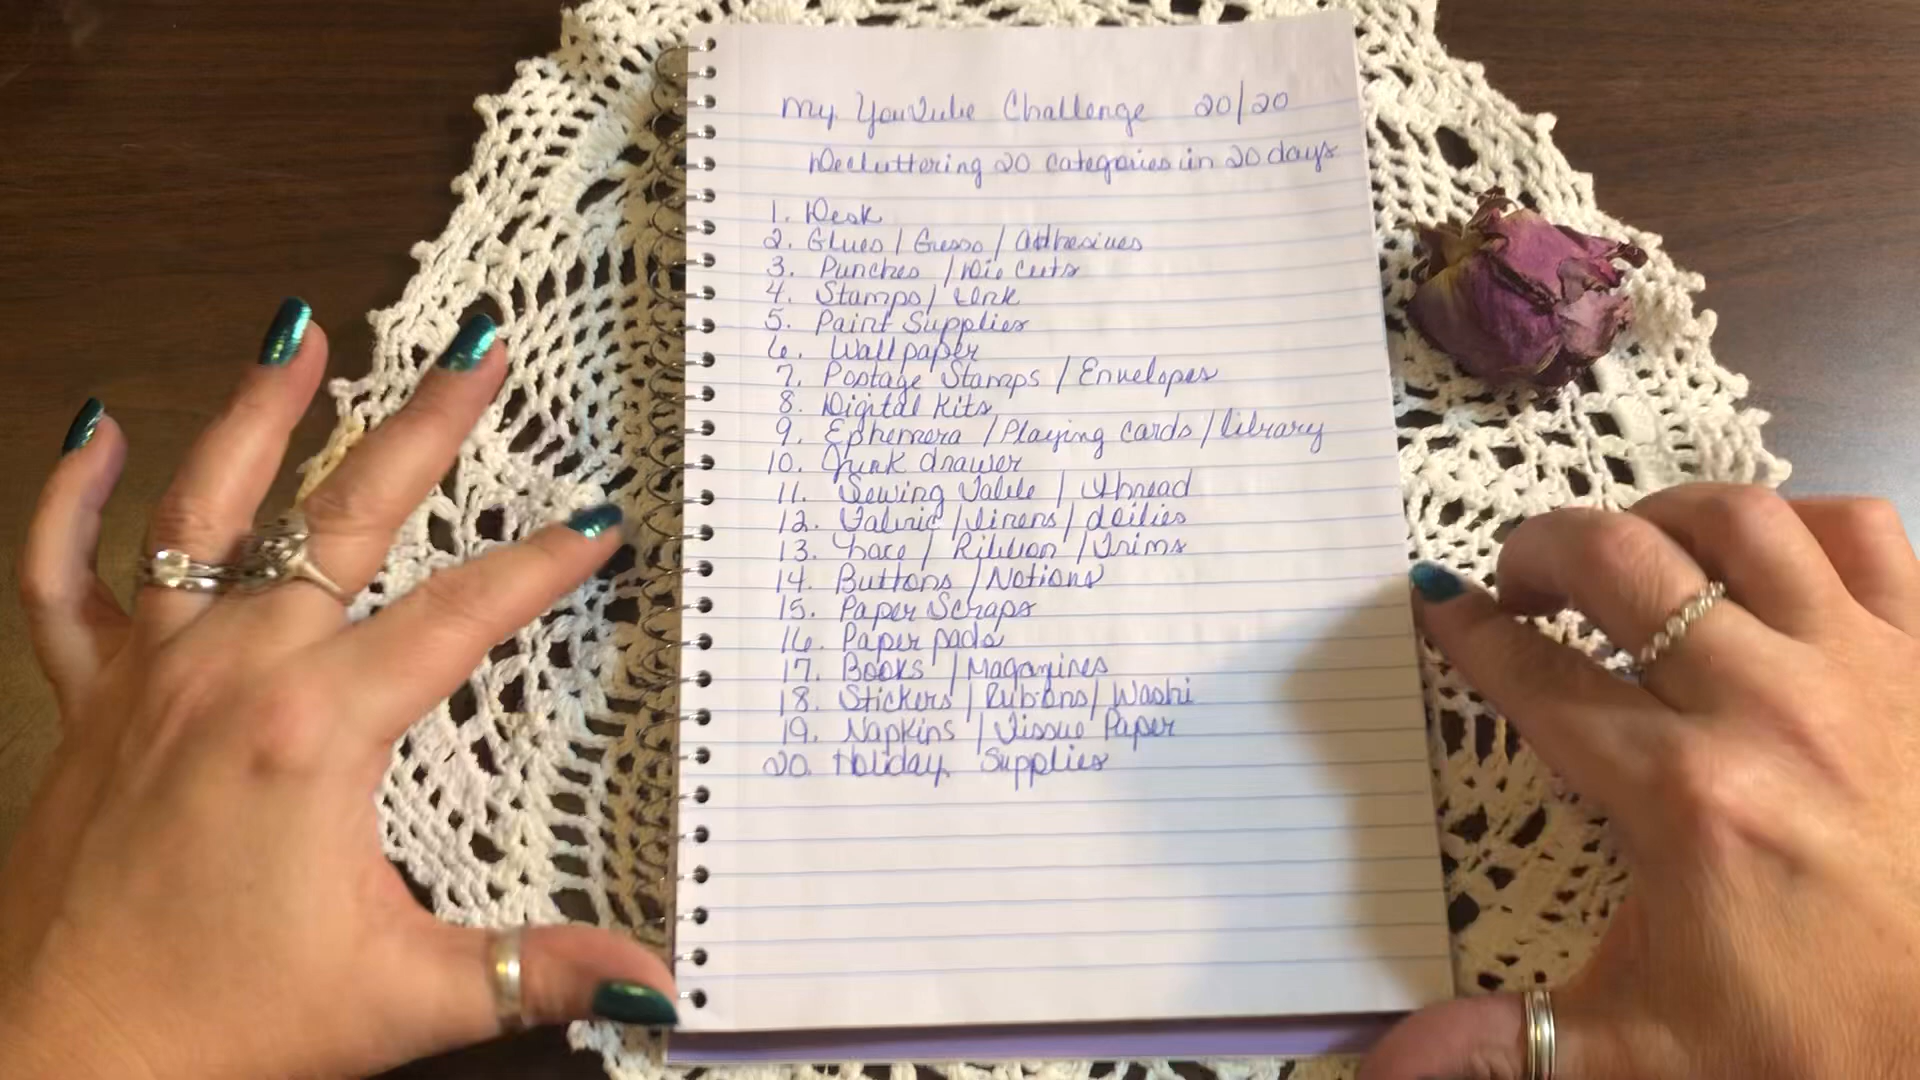 My YouTube Challenge 20/20
Decluttering 20 categories in 20 days
1. Desk
2. Glues / Gesso / Adhesives
3. Punches / Die Cuts
4. Stamps / Ink
5. Paint Supplies
6. Wallpaper
7. Postage Stamps / Envelopes
8. Digital Kits
9. Ephemera / Playing cards / library
10. Junk drawer
11. Sewing Table / Thread
12. Fabric / Linens / doilies
13. Lace / Ribbon / Trims
14. Buttons / Notions
15. Paper Scraps
16. Paper pads
17. Books / Magazines
18. Stickers / Rubons / Washi
19. Napkins / Tissue Paper
20. Holiday Supplies